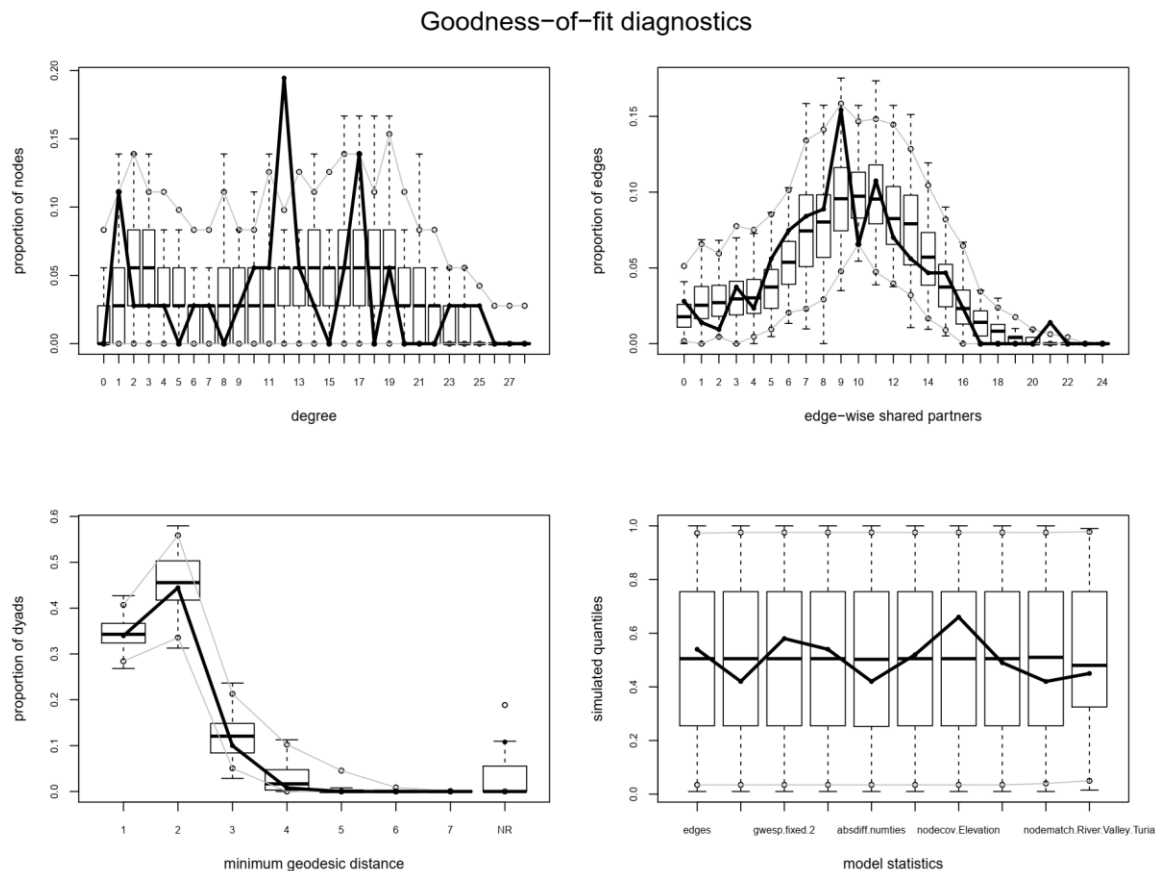 Goodness−of−fit diagnostics
0.20
0.15
0.10
0.05
0.00
proportion of nodes
0 1 2 3 4 5 6 7 8 9 11 13 15 17 19 21 23 25 27
degree
0.15
0.10
0.05
0.00
proportion of edges
0 1 2 3 4 5 6 7 8 9 10 12 14 16 18 20 22 24
edge−wise shared partners
0.6
0.5
0.4
0.3
0.2
0.1
0.0
proportion of dyads
1 2 3 4 5 6 7 NR
minimum geodesic distance
1.0
0.8
0.6
0.4
0.2
0.0
simulated quantiles
edges gwesp.fixed.2 absdiff.numties nodecov.Elevation nodematch.River.Valley.Turia
model statistics